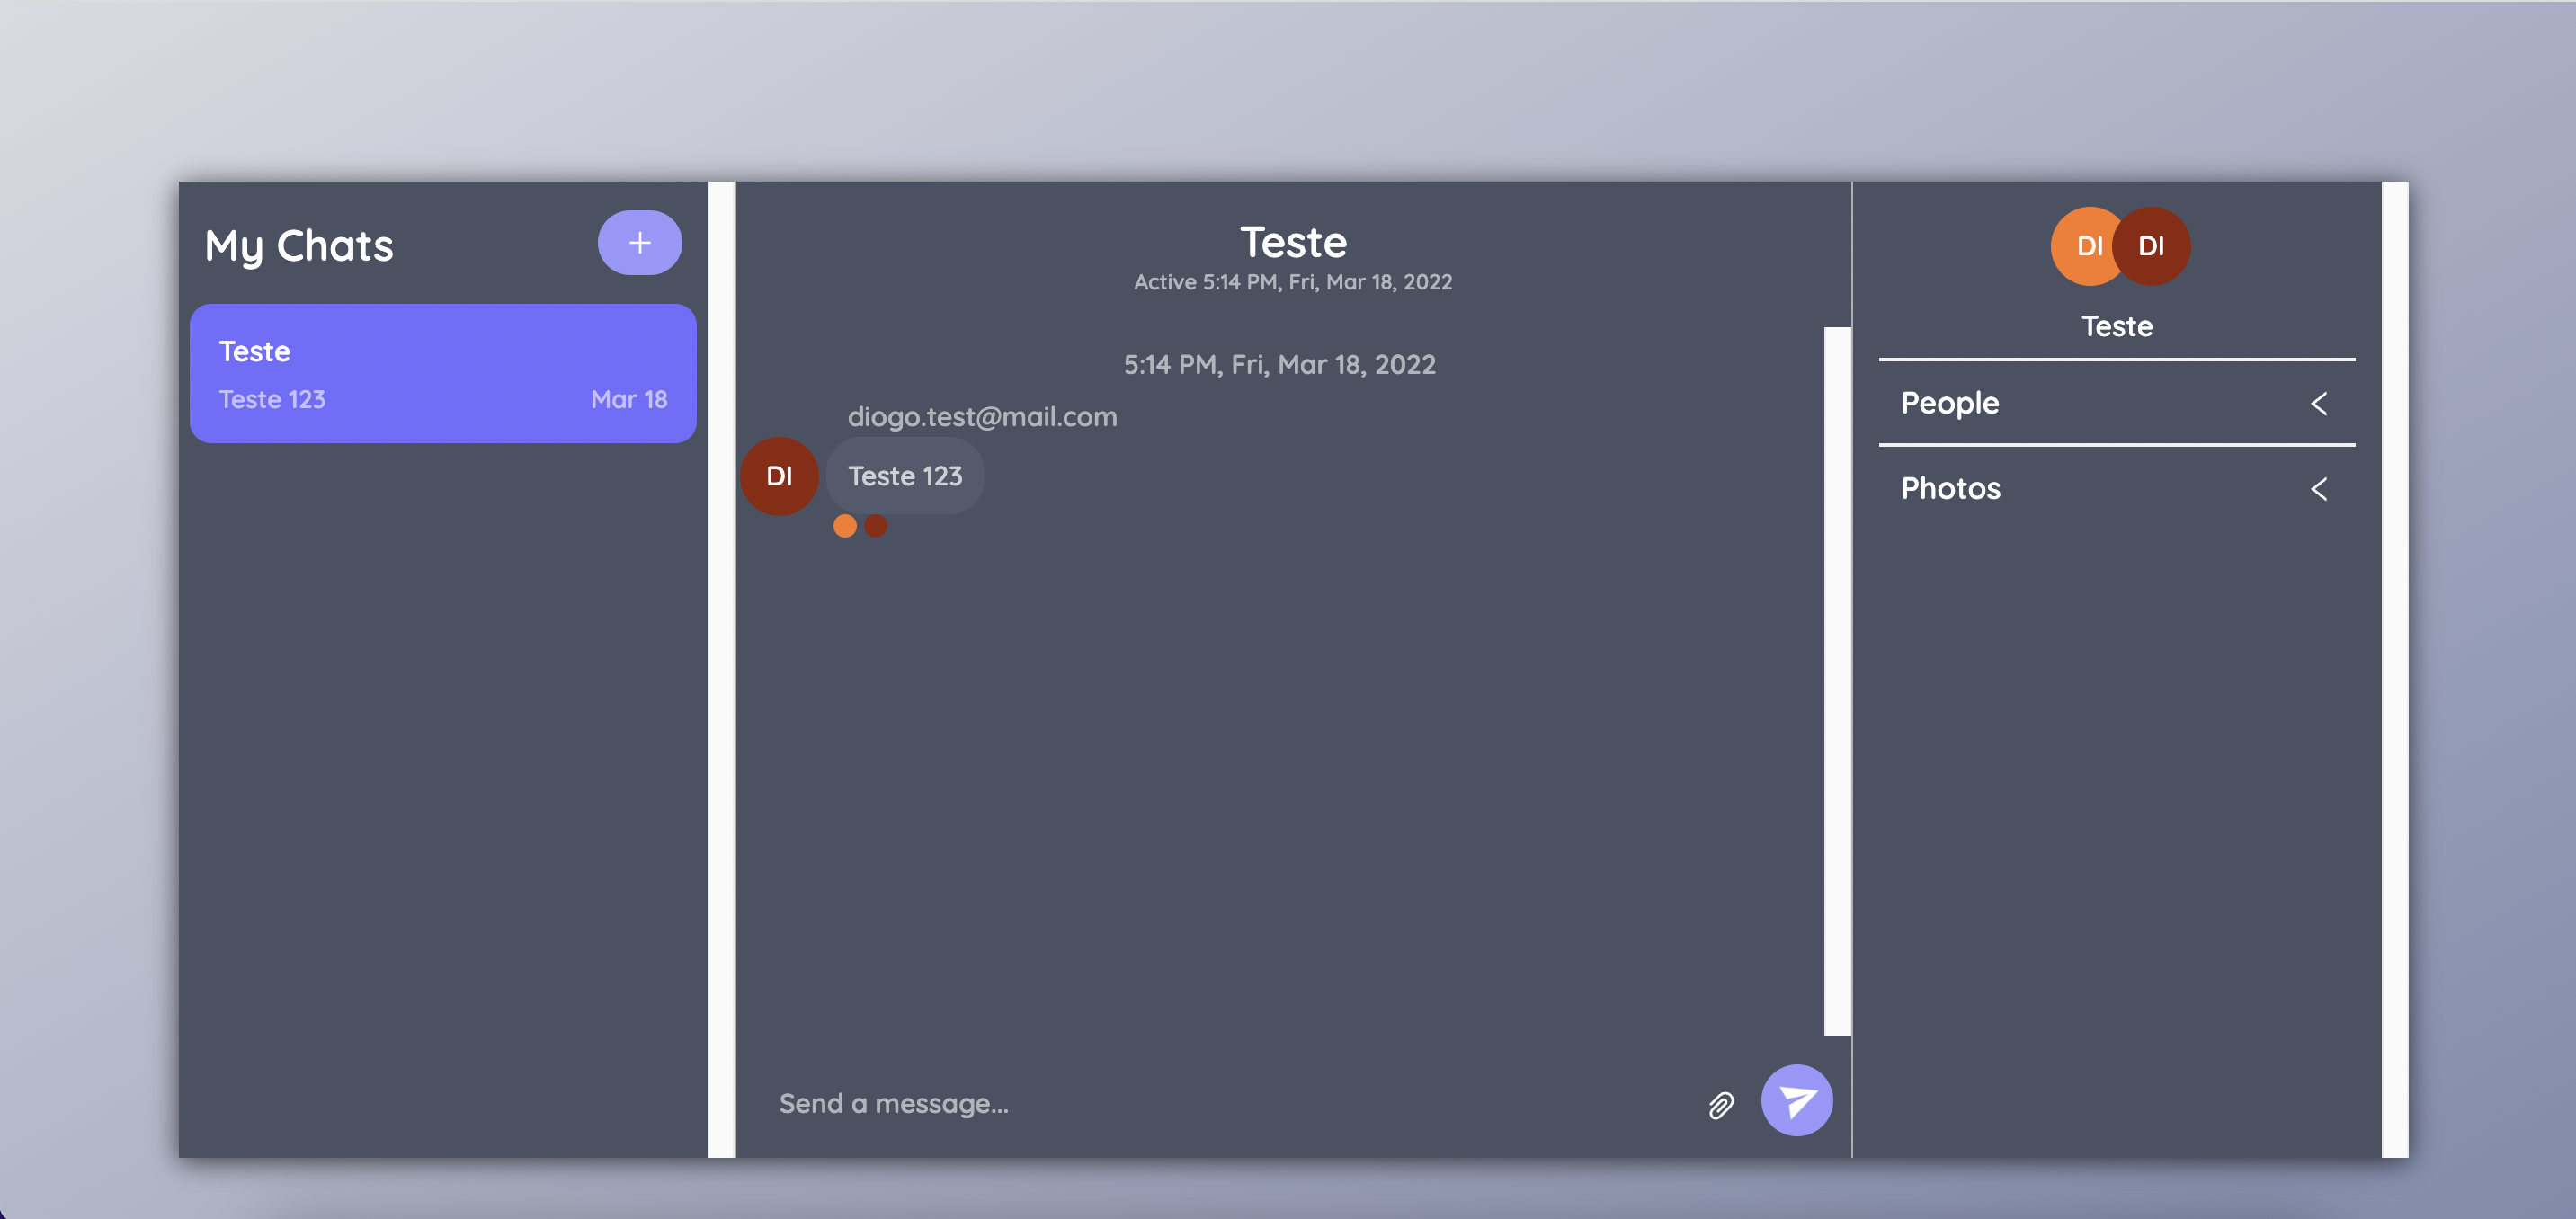 My Chats
Teste
Teste 123 Mar 18
Teste
Active 5:14 PM, Fri, Mar 18, 2022
5:14 PM, Fri, Mar 18, 2022
diogo.test@mail.com
DI Teste 123
Send a message...
DI DI
Teste
People
Photos